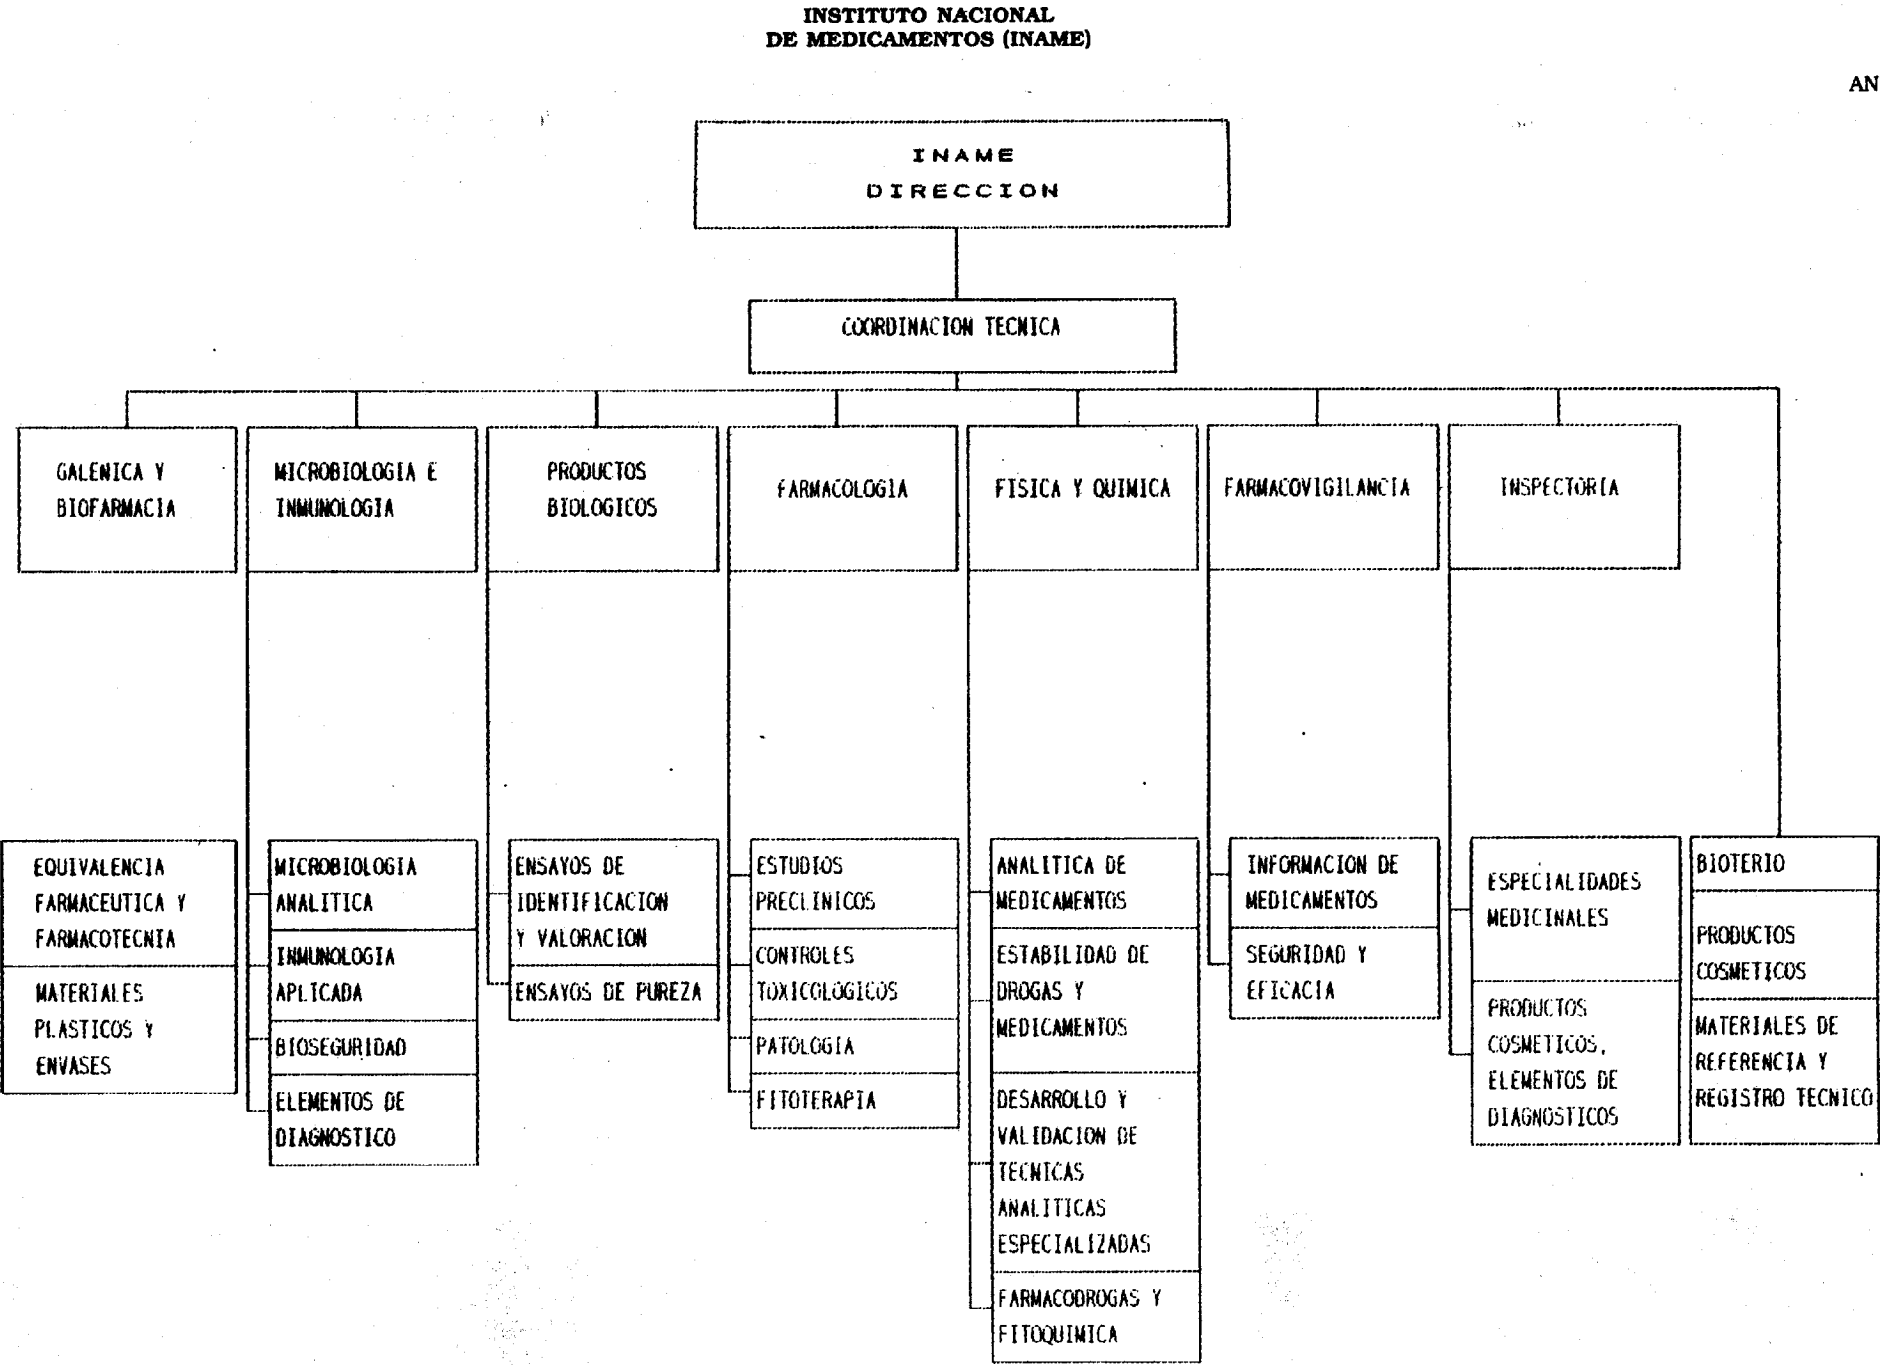 INSTITUTO NACIONAL
DE MEDICAMENTOS (INAME)
AN
INAME
DIRECCION
COORDINACION TECNICA
GALENICA Y
BIOFARMACIA
MICROBIOLOGIA E
INMUNOLOGIA
PRODUCTOS
BIOLOGICOS
FARMACOLOGIA
FISICA Y QUIMICA
FARMACOVIGILANCIA
INSPECTORIA
EQUIVALENCIA
FARMACEUTICA Y
FARMACOTECNIA
MATERIALES
PLASTICOS Y
ENVASES
MICROBIOLOGIA
ANALITICA
INMUNOLOGIA
APLICADA
BIOSEGURIDAD
ELEMENTOS DE
DIAGNOSTICO
ENSAYOS DE
IDENTIFICACION
Y VALORACION
ENSAYOS DE PUREZA
ESTUDIOS
PRECLINICOS
CONTROLES
TOXICOLOGICOS
PATOLOGIA
FITOTERAPIA
ANALITICA DE
MEDICAMENTOS
ESTABILIDAD DE
DROGAS Y
MEDICAMENTOS
DESARROLLO Y
VALIDACION DE
TECNICAS
ANALITICAS
ESPECIALIZADAS
FARMACODROGAS Y
FITOQUIMICA
INFORMACION DE
MEDICAMENTOS
SEGURIDAD Y
EFICACIA
ESPECIALIDADES
MEDICINALES
PRODUCTOS
COSMETICOS,
ELEMENTOS DE
DIAGNOSTICOS
BIOTERIO
PRODUCTOS
COSMETICOS
MATERIALES DE
REFERENCIA Y
REGISTRO TECNICO